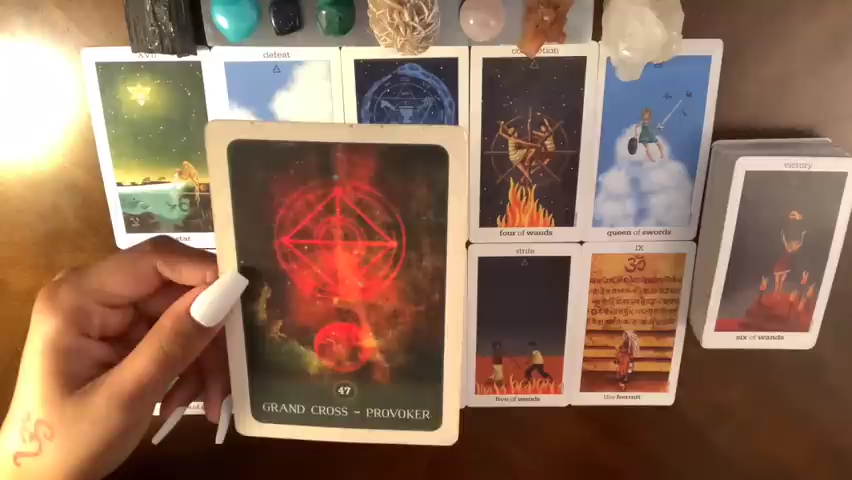 XVII
defeat
completion
star
four of wands
queen of swords
victory
six of wands
47
GRAND CROSS – PROVOKER
strife
five of wands
IX
ॐ
the hermit
ॐ